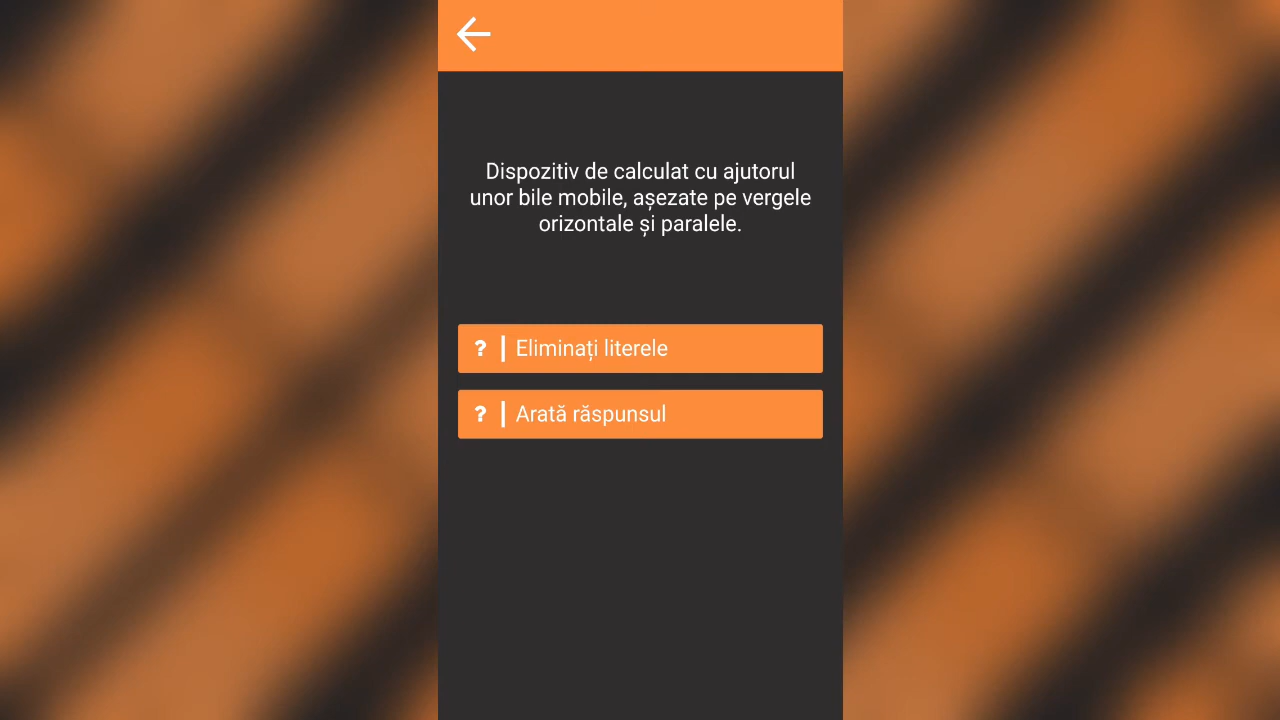 Dispozitiv de calculat cu ajutorul
unor bile mobile, așezate pe vergele
orizontale și paralele.
? | Eliminați literele
? | Arată răspunsul